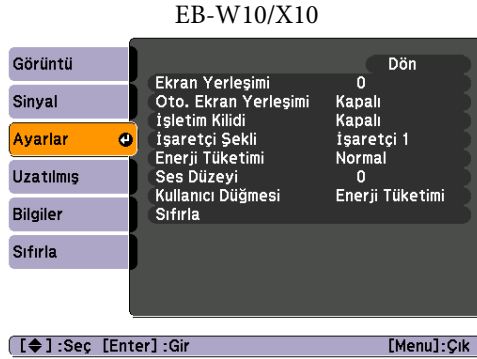 EB-W10/X10
Görüntü
Sinyal
Ayarlar
Uzatılmış
Bilgiler
Sıfırla
Dön
Ekran Yerleşimi 0
Oto. Ekran Yerleşimi Kapalı
İşletim Kilidi Kapalı
İşaretçi Şekli İşaretçi 1
Enerji Tüketimi Normal
Ses Düzeyi 0
Kullanıcı Düğmesi Enerji Tüketimi
Sıfırla
[◆] :Seç [Enter] :Gir [Menu]:Çık